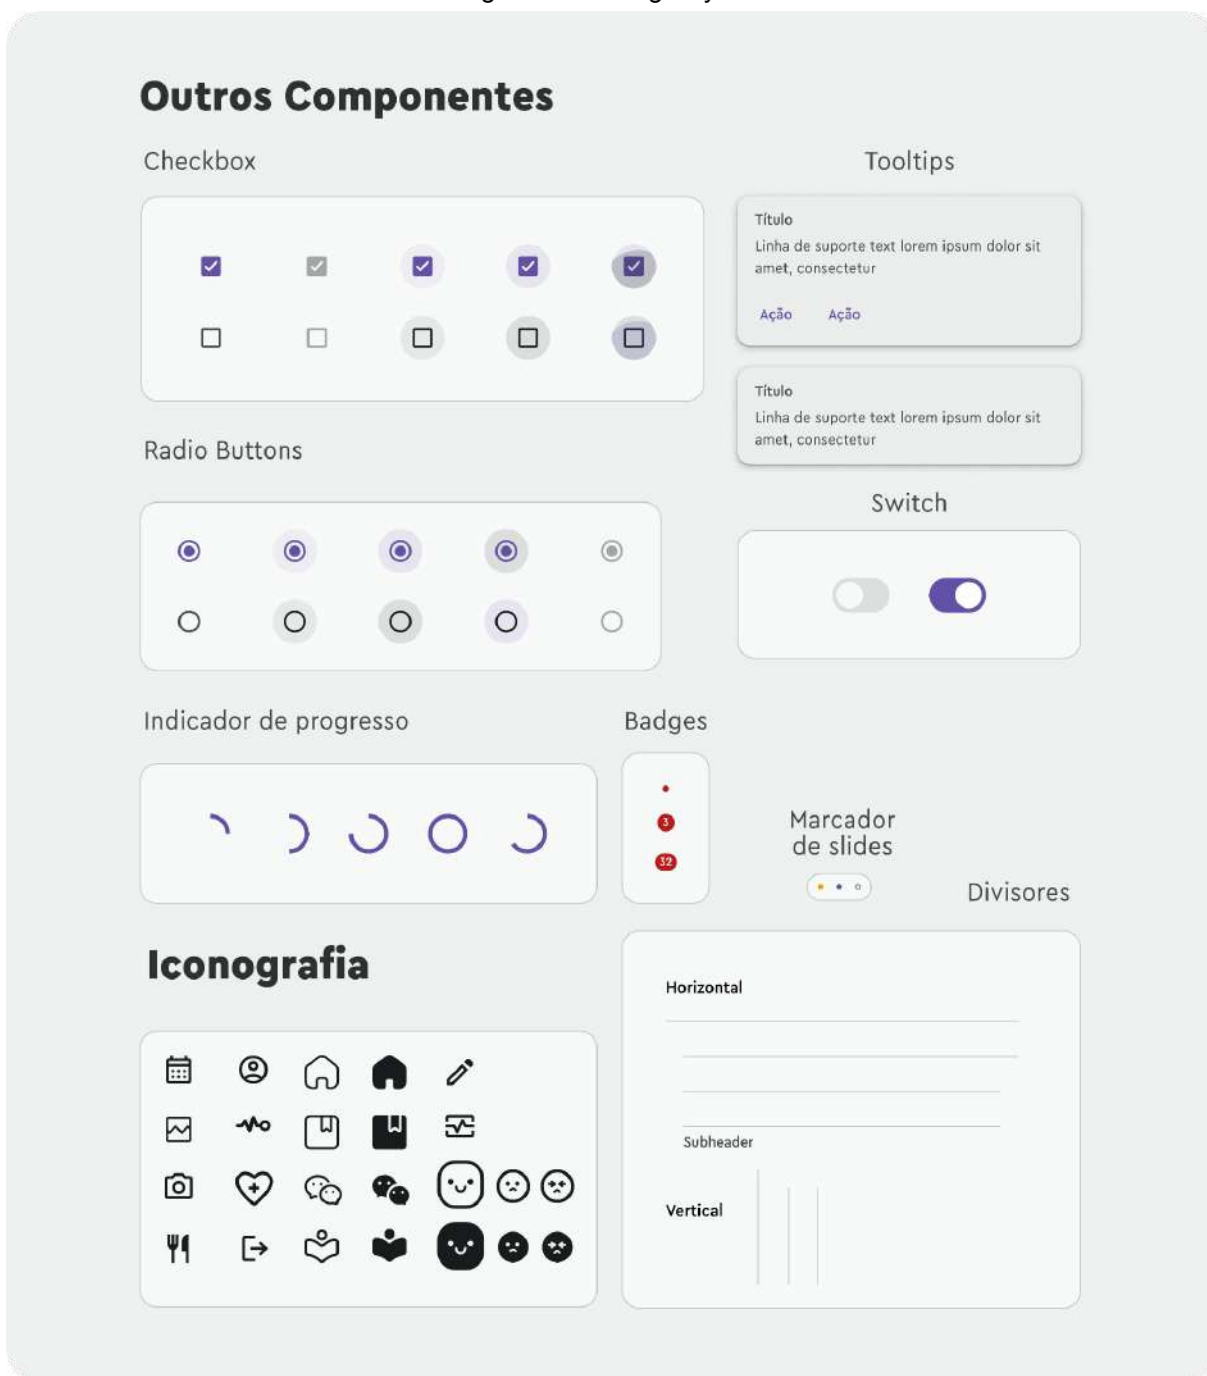 Outros Componentes
Checkbox
Tooltips
Título
Linha de suporte text lorem ipsum dolor sit
amet, consectetur
Ação Ação
Título
Linha de suporte text lorem ipsum dolor sit
amet, consectetur
Radio Buttons
Switch
Indicador de progresso
Badges
3
32
Marcador
de slides
Divisores
Iconografia
Horizontal
Subheader
Vertical